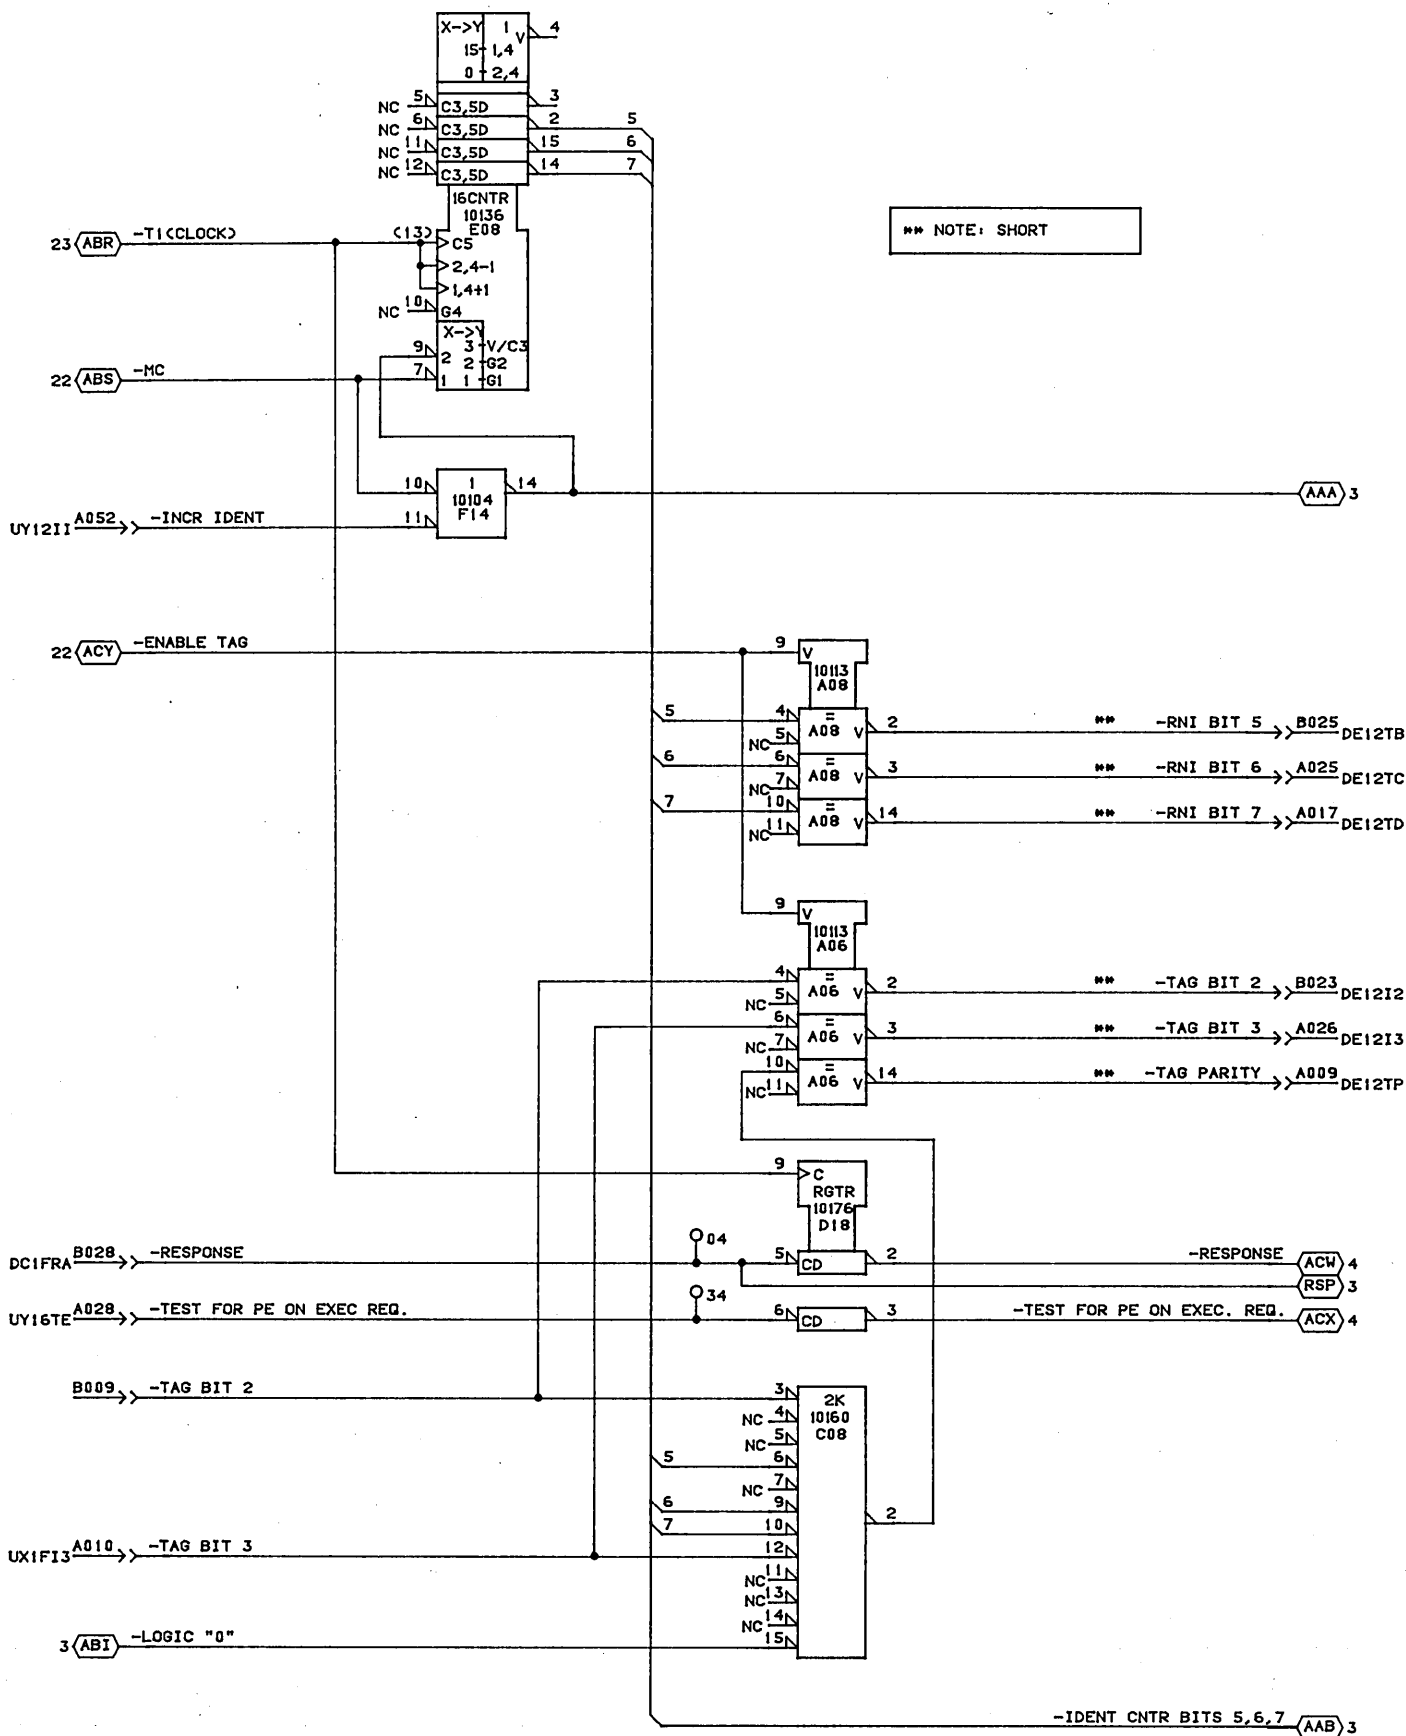 X->Y 1 V 4
15 1,4
0 2,4
NC 5 C3,5D 3
NC 6 C3,5D 2 5
NC 11 C3,5D 15 6
NC 12 C3,5D 14 7
16CNTR
10136
E08
23 ABR -T1(CLOCK) (13) C5
** NOTE: SHORT
2,4-1
1,4+1
NC 10 G4
X->Y
9 2 3 V/C3
2 G2
22 ABS -MC 7 1 1 G1
10 1 14
10104
F14
AAA 3
UY12II A052 -INCR IDENT 11
22 ACY -ENABLE TAG 9 V
10113
A08
5 4 = A08 V 2 ** -RNI BIT 5 B025 DE12TB
NC 5
6 6 = A08 V 3 ** -RNI BIT 6 A025 DE12TC
NC 7
7 10 = A08 V 14 ** -RNI BIT 7 A017 DE12TD
NC 11
9 V
10113
A06
4 = A06 V 2 ** -TAG BIT 2 B023 DE12I2
NC 5
6 = A06 V 3 ** -TAG BIT 3 A026 DE12I3
NC 7
10 = A06 V 14 ** -TAG PARITY A009 DE12TP
NC 11
9 C
RGTR
10176
D18
DC1FRA B028 -RESPONSE 04 5 CD 2 -RESPONSE ACW 4
RSP 3
UY16TE A028 -TEST FOR PE ON EXEC REQ. 34 6 CD 3 -TEST FOR PE ON EXEC. REQ. ACX 4
B009 -TAG BIT 2 3
2K
10160
C08
NC 4
NC 5
5 6
NC 7
6 9 2
7 10
UX1FI3 A010 -TAG BIT 3 12
NC 11
NC 13
NC 14
3 ABI -LOGIC "0" 15
-IDENT CNTR BITS 5,6,7 AAB 3